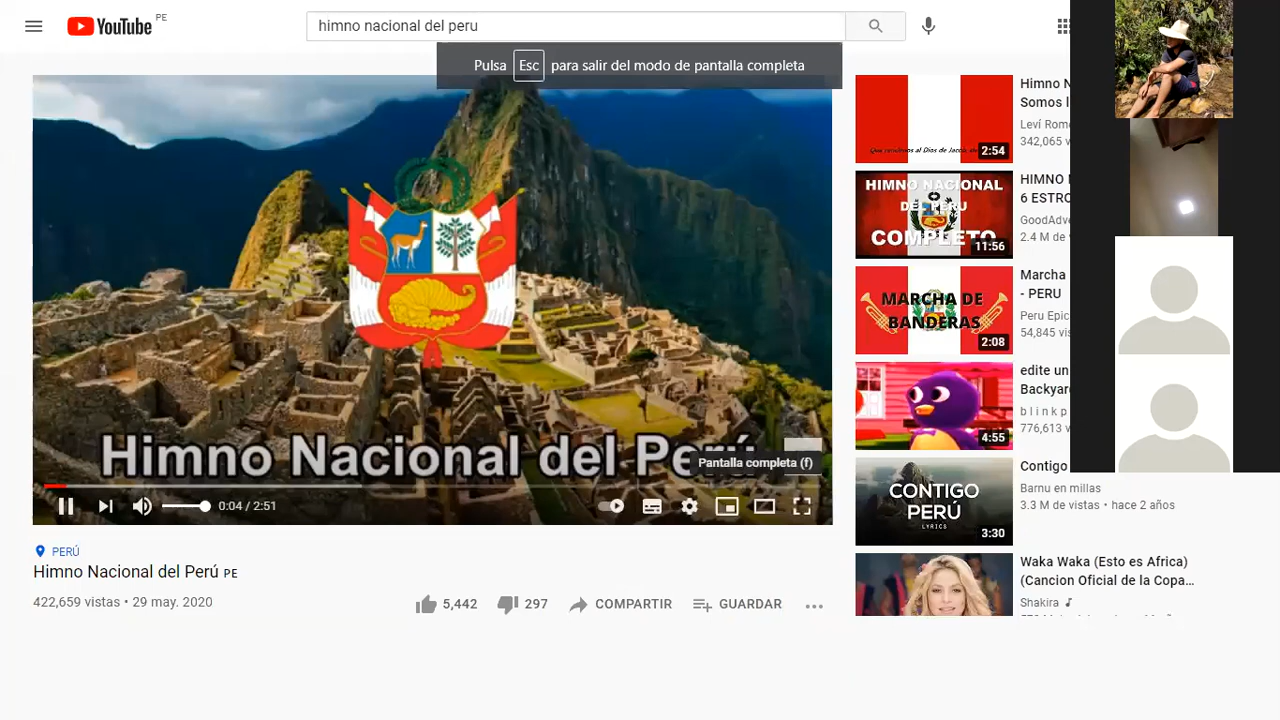 YouTube PE
himno nacional del peru
Pulsa Esc para salir del modo de pantalla completa
Himno Nacional del Perú
Pantalla completa (f)
0:04 / 2:51
PERÚ
Himno Nacional del Perú PE
422,659 vistas • 29 may. 2020
5,442
297
COMPARTIR
GUARDAR
2:54
Himno N
Somos l
Leví Rom
342,065 v
HIMNO NACIONAL
DEL PERU
COMPLETO
11:56
HIMNO
6 ESTRO
GoodAdve
2.4 M de
MARCHA DE
BANDERAS
2:08
Marcha
- PERU
Peru Epic
54,845 vis
4:55
edite un
Backyar
b l i n k p
776,613 v
CONTIGO
PERÚ
LYRICS
3:30
Contigo
Barnu en millas
3.3 M de vistas • hace 2 años
Waka Waka (Esto es Africa)
(Cancion Oficial de la Copa…
Shakira